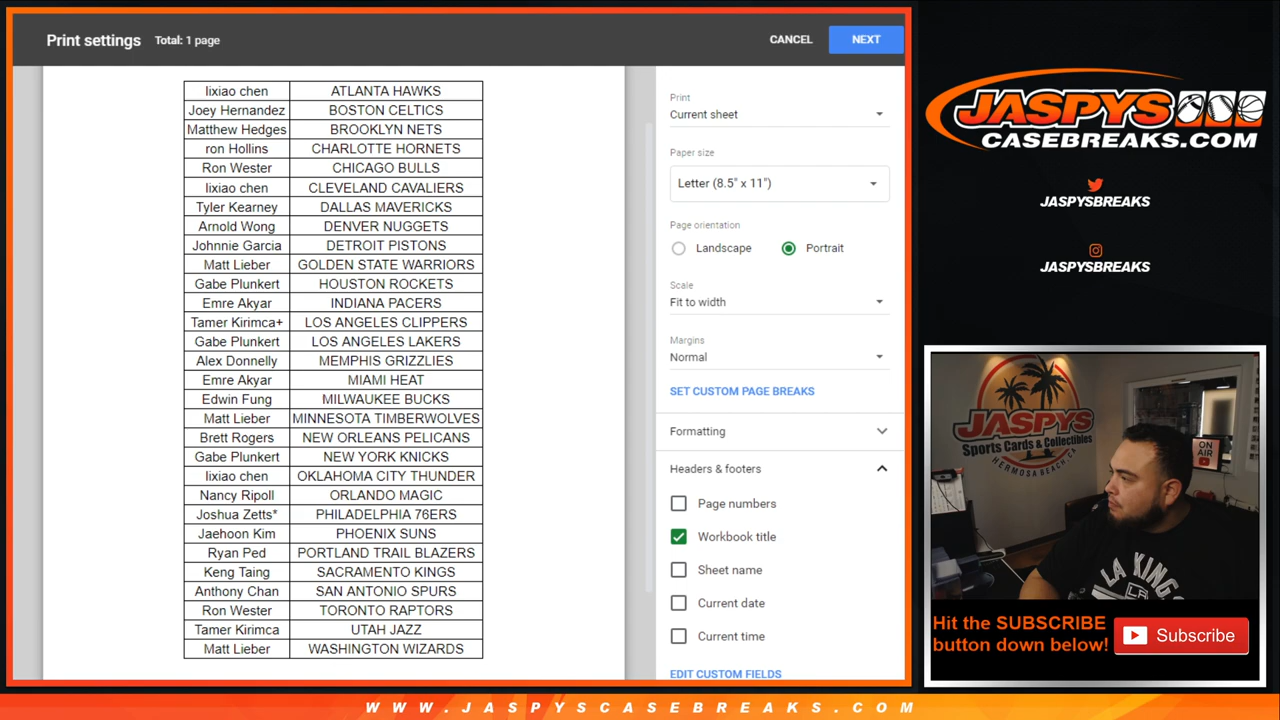 Print settings Total: 1 page CANCEL NEXT
lixiao chen ATLANTA HAWKS
Joey Hernandez BOSTON CELTICS
Matthew Hedges BROOKLYN NETS
ron Hollins CHARLOTTE HORNETS
Ron Wester CHICAGO BULLS
lixiao chen CLEVELAND CAVALIERS
Tyler Kearney DALLAS MAVERICKS
Arnold Wong DENVER NUGGETS
Johnnie Garcia DETROIT PISTONS
Matt Lieber GOLDEN STATE WARRIORS
Gabe Plunkert HOUSTON ROCKETS
Emre Akyar INDIANA PACERS
Tamer Kirimca+ LOS ANGELES CLIPPERS
Gabe Plunkert LOS ANGELES LAKERS
Alex Donnelly MEMPHIS GRIZZLIES
Emre Akyar MIAMI HEAT
Edwin Fung MILWAUKEE BUCKS
Matt Lieber MINNESOTA TIMBERWOLVES
Brett Rogers NEW ORLEANS PELICANS
Gabe Plunkert NEW YORK KNICKS
lixiao chen OKLAHOMA CITY THUNDER
Nancy Ripoll ORLANDO MAGIC
Joshua Zetts* PHILADELPHIA 76ERS
Jaehoon Kim PHOENIX SUNS
Ryan Ped PORTLAND TRAIL BLAZERS
Keng Taing SACRAMENTO KINGS
Anthony Chan SAN ANTONIO SPURS
Ron Wester TORONTO RAPTORS
Tamer Kirimca UTAH JAZZ
Matt Lieber WASHINGTON WIZARDS
Print
Current sheet
Paper size
Letter (8.5" x 11")
Page orientation
Landscape Portrait
Scale
Fit to width
Margins
Normal
SET CUSTOM PAGE BREAKS
Formatting
Headers & footers
Page numbers
Workbook title
Sheet name
Current date
Current time
EDIT CUSTOM FIELDS
JASPYS
CASEBREAKS.COM
JASPYSBREAKS
JASPYSBREAKS
JASPYS
Sports Cards & Collectibles
HERMOSA BEACH, CA
ON
AIR
LA KINGS
Hit the SUBSCRIBE
button down below!
Subscribe
WWW.JASPYSCASEBREAKS.COM